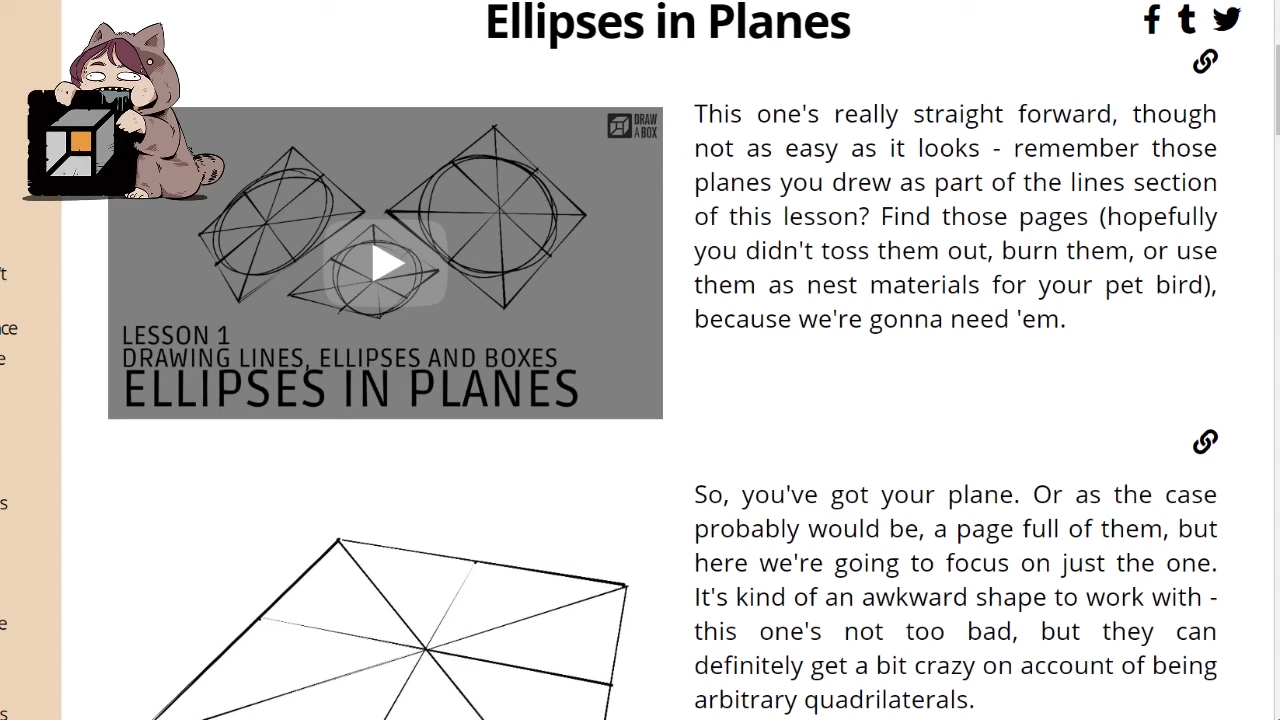 Ellipses in Planes
DRAW
A BOX
LESSON 1
DRAWING LINES, ELLIPSES AND BOXES
ELLIPSES IN PLANES
This one's really straight forward, though
not as easy as it looks - remember those
planes you drew as part of the lines section
of this lesson? Find those pages (hopefully
you didn't toss them out, burn them, or use
them as nest materials for your pet bird),
because we're gonna need 'em.
So, you've got your plane. Or as the case
probably would be, a page full of them, but
here we're going to focus on just the one.
It's kind of an awkward shape to work with -
this one's not too bad, but they can
definitely get a bit crazy on account of being
arbitrary quadrilaterals.